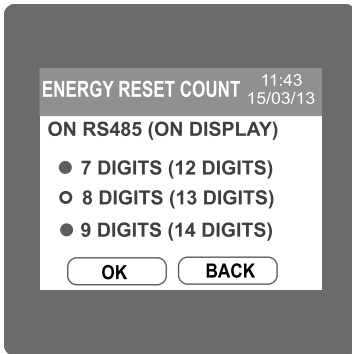 ENERGY RESET COUNT 11:43
15/03/13
ON RS485 (ON DISPLAY)
7 DIGITS (12 DIGITS)
8 DIGITS (13 DIGITS)
9 DIGITS (14 DIGITS)
OK BACK